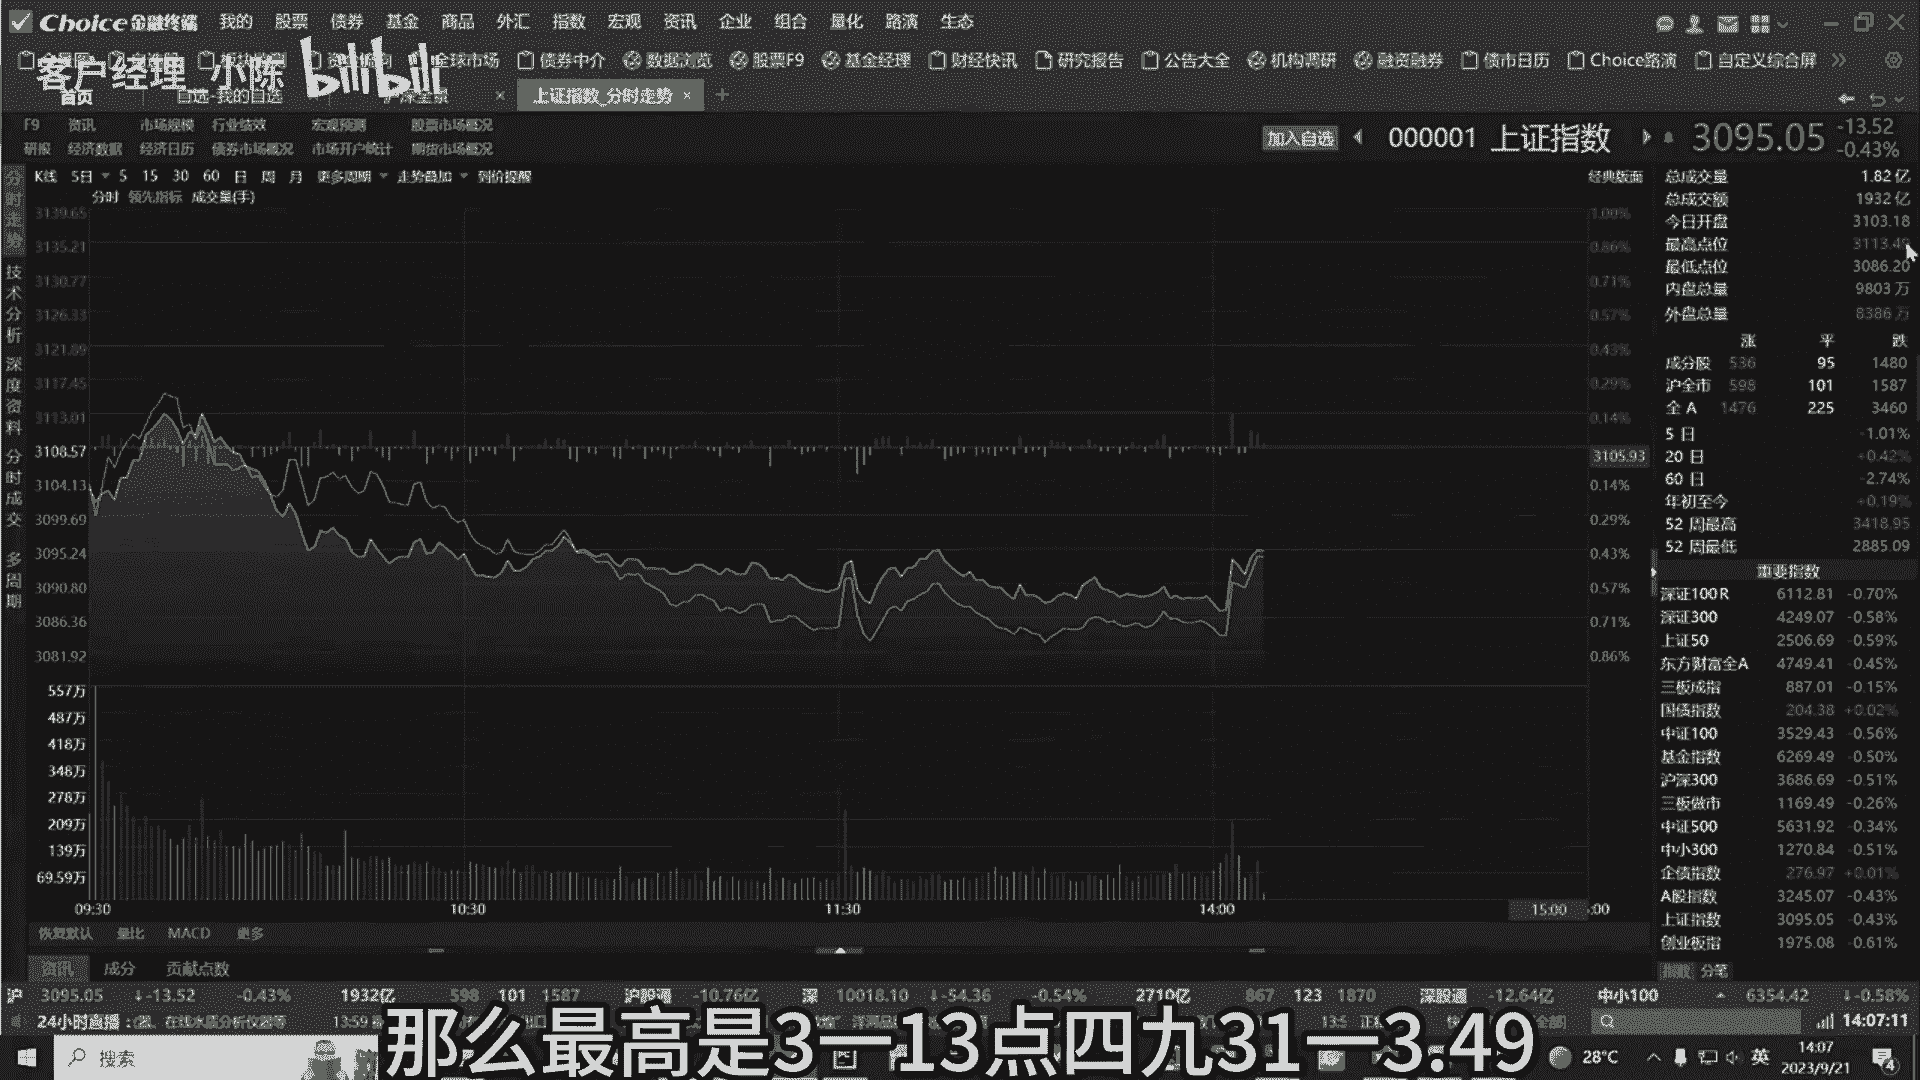 Choice金融终端 我的 股票 债券 基金 商品 外汇 指数 宏观 资讯 企业 组合 量化 路演 生态
全球市场 债券中介 数据浏览 股票F9 基金经理 财经快讯 研究报告 公告大全 机构调研 融资融券 债市日历 Choice路演 自定义综合屏
客户经理_小陈 bilibili
首页 自选-我的自选 沪深全景 × 上证指数_分时走势 × +
F9 资讯 市场规模 行业绩效 宏观预测 股票市场概况
研报 经济数据 经济日历 债券市场概况 市场开户统计 期货市场概况
加入自选 000001 上证指数 3095.05 -13.52 -0.43%
K线 5日 5 15 30 60 日 周 月 更多周期 走势叠加 到价提醒 经典版面
分时 领先指标 成交量(手)
分时走势
技术分析
深度资料
分时成交
多周期
3139.65 1.00%
3135.21 0.86%
3130.77 0.71%
3126.33 0.57%
3121.89 0.43%
3117.45 0.29%
3113.01 0.14%
3108.57 3105.93
3104.13 0.14%
3099.69 0.29%
3095.24 0.43%
3090.80 0.57%
3086.36 0.71%
3081.92 0.86%
557万
487万
418万
348万
278万
209万
139万
69.59万
09:30 10:30 11:30 14:00 15:00 :00
恢复默认 量比 MACD 更多
资讯 成分 贡献点数
总成交量 1.82亿
总成交额 1932亿
今日开盘 3103.18
最高点位 3113.49
最低点位 3086.20
内盘总量 9803万
外盘总量 8386万
涨 平 跌
成分股 536 95 1480
沪全市 598 101 1587
全A 1476 225 3460
5日 -1.01%
20日 +0.42%
60日 -2.74%
年初至今 +0.19%
52周最高 3418.95
52周最低 2885.09
重要指数
深证100R 6112.81 -0.70%
深证300 4249.07 -0.58%
上证50 2506.69 -0.59%
东方财富全A 4749.41 -0.45%
三板成指 887.01 -0.15%
国债指数 204.38 +0.02%
中证100 3529.43 -0.56%
基金指数 6269.49 -0.50%
沪深300 3686.69 -0.51%
三板做市 1169.49 -0.26%
中证500 5631.92 -0.34%
中小300 1270.84 -0.51%
企债指数 276.97 +0.01%
A股指数 3245.07 -0.43%
上证指数 3095.05 -0.43%
创业板指 1975.08 -0.61%
指数 分笔
沪 3095.05 -13.52 -0.43% 1932亿 598 101 1587 沪股通 -10.76亿 深 10018.10 -54.36 -0.54% 2710亿 867 123 1870 深股通 -12.64亿 中小100 6354.42 -0.58%
24小时直播: 13:59 14:07:11
那么最高是3一13点四九31一3.49
搜索 28°C 英 14:07
2023/9/21 4